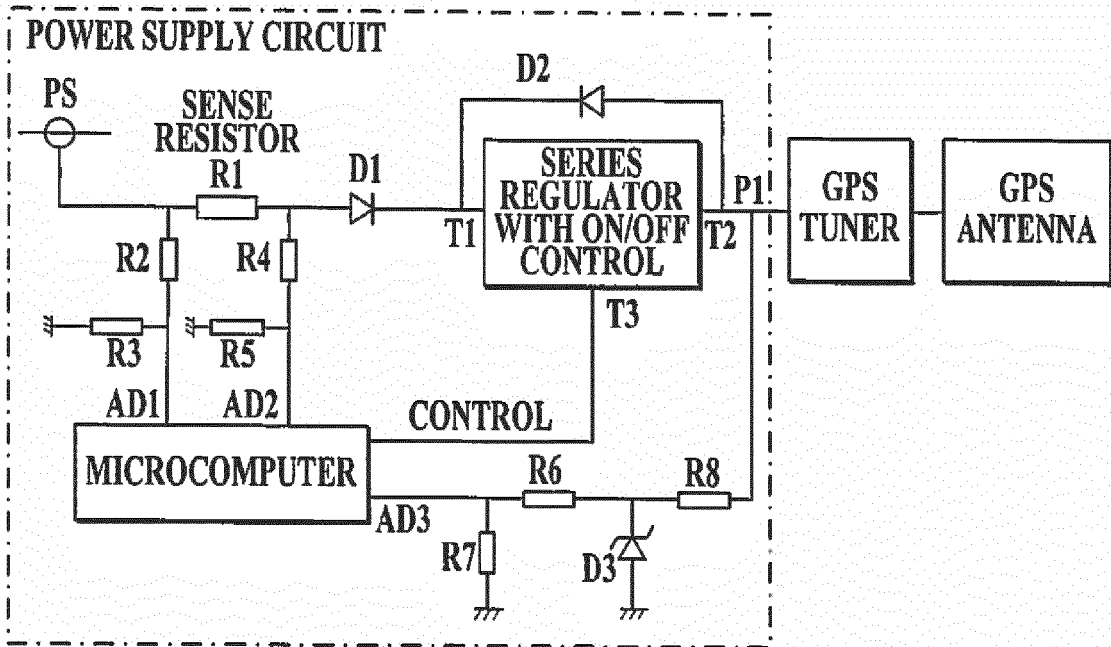 POWER SUPPLY CIRCUIT
PS
SENSE
RESISTOR
R1
D1
D2
SERIES
REGULATOR
WITH ON/OFF
CONTROL
T1
T2
T3
P1
GPS
TUNER
GPS
ANTENNA
R2
R4
R3
R5
AD1
AD2
CONTROL
MICROCOMPUTER
AD3
R6
R8
R7
D3